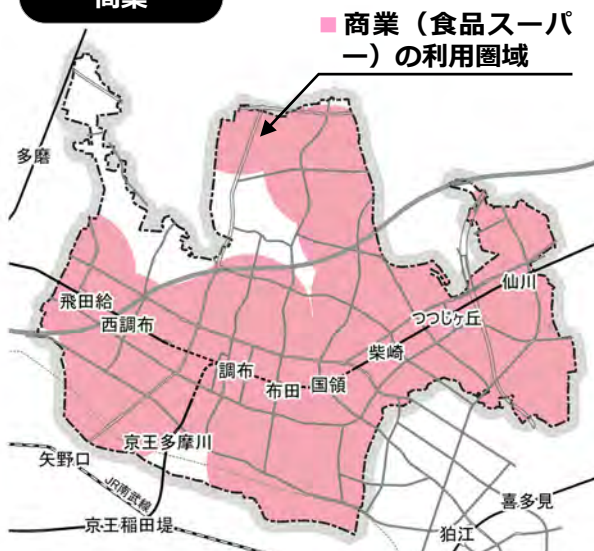 商業
■商業（食品スーパ
ー）の利用圏域
多磨
飛田給
西調布
調布
布田
国領
柴崎
つつじヶ丘
仙川
京王多摩川
矢野口
JR南武線
京王稲田堤
喜多見
狛江